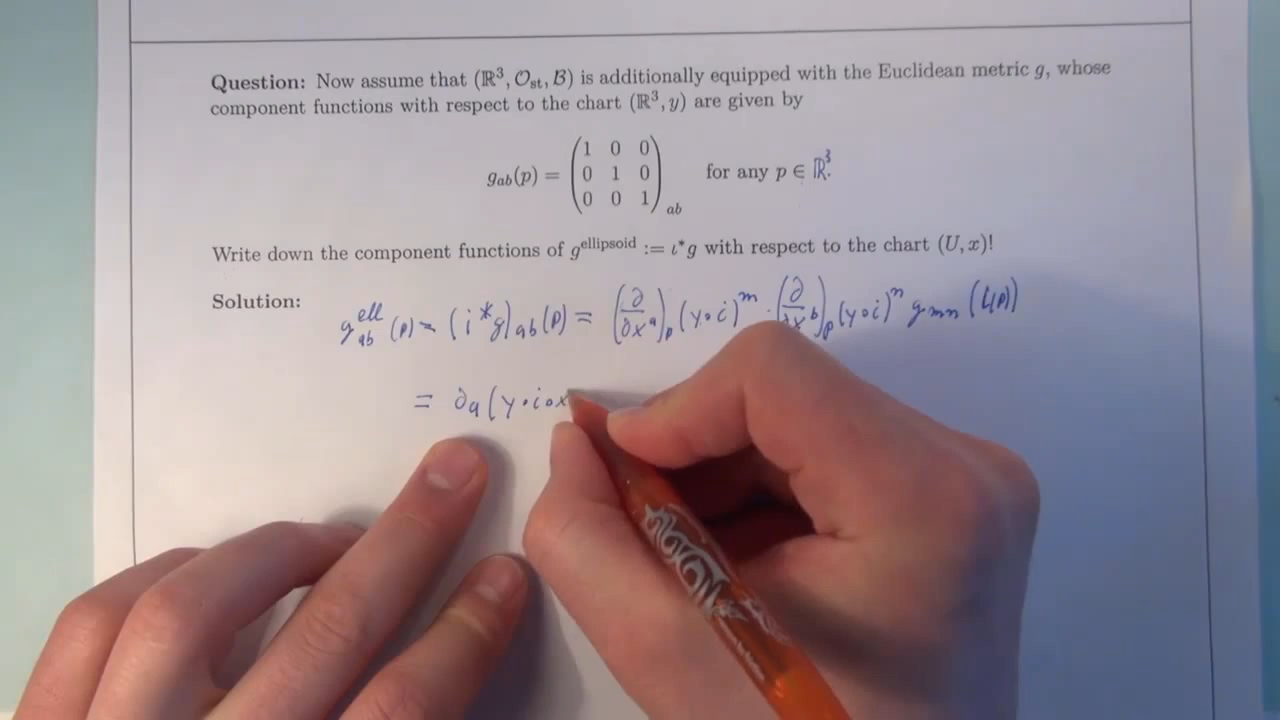 Question: Now assume that (ℝ³, 𝒪st, ℬ) is additionally equipped with the Euclidean metric g, whose
component functions with respect to the chart (ℝ³, y) are given by
g_ab(p) = (1 0 0
0 1 0
0 0 1)_ab for any p ∈ ℝ³.
Write down the component functions of g^ellipsoid := ι*g with respect to the chart (U, x)!
Solution:
g^ell_ab (p) = (i*g)_ab (p) = (∂/∂x^a)_p (y∘i)^m · (∂/∂x^b)_p (y∘i)^n g_mn (i(p))
= ∂_a (y∘i∘x